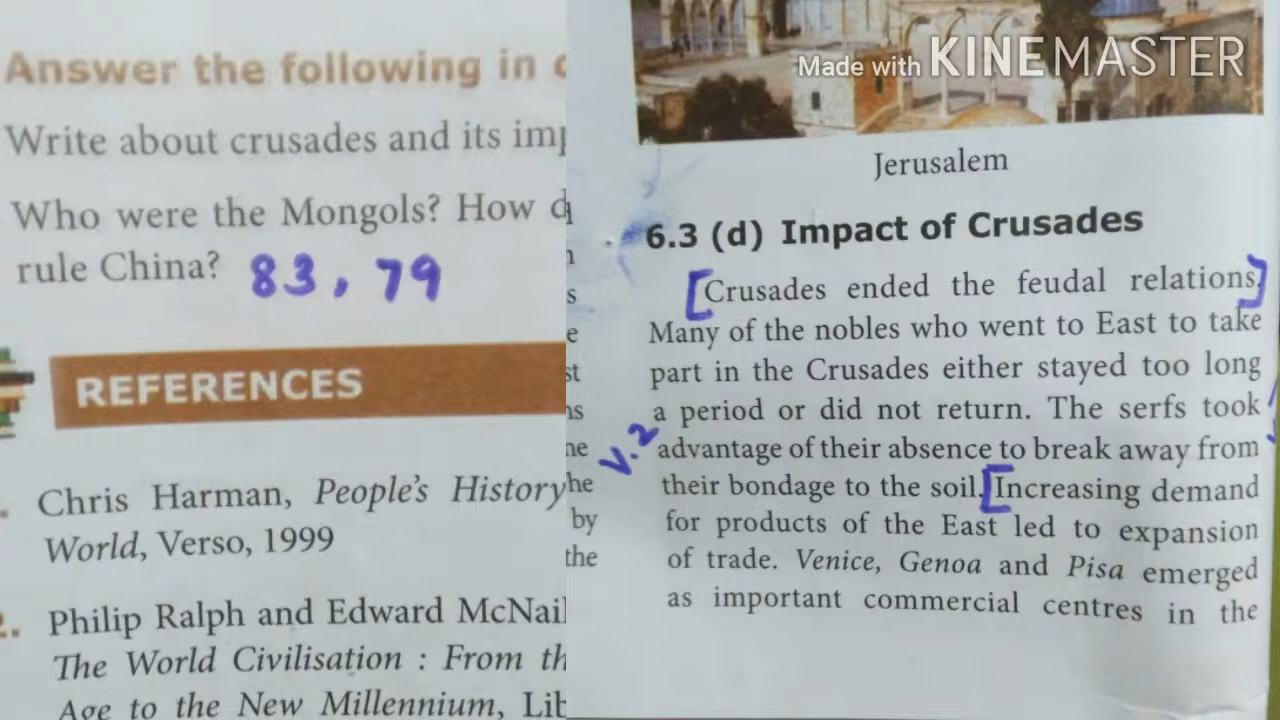 Answer the following in
Write about crusades and its
Who were the Mongols? How
rule China? 83, 79
REFERENCES
Chris Harman, People's History
World, Verso, 1999
2. Philip Ralph and Edward
The World Civilisation : From
Age to the New Millennium,
he
by
the
Made with KINEMASTER
Jerusalem
6.3 (d) Impact of Crusades
[Crusades ended the feudal relations.]
Many of the nobles who went to East to take
part in the Crusades either stayed too long
a period or did not return. The serfs took
V.2
advantage of their absence to break away from
their bondage to the soil. [Increasing demand
for products of the East led to expansion
of trade. Venice, Genoa and Pisa emerged
as important commercial centres in the